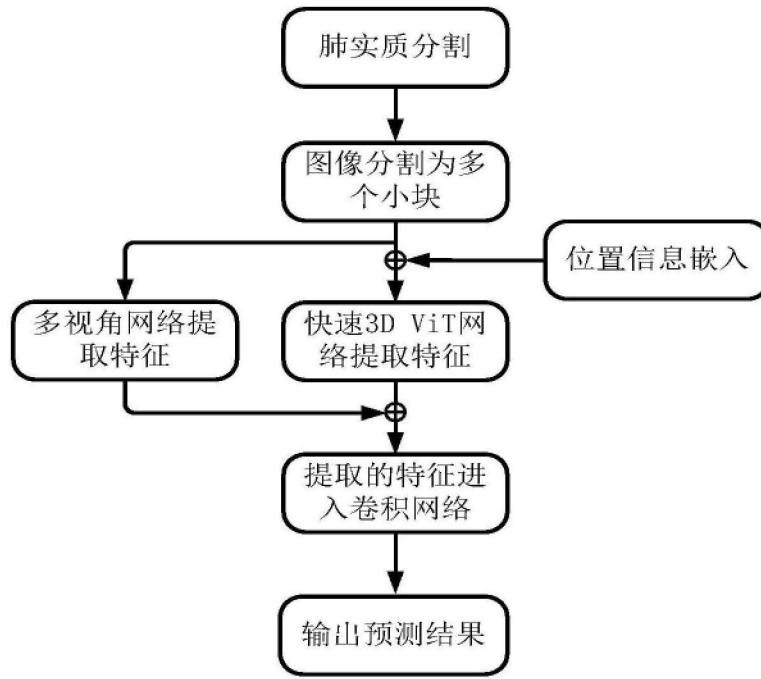 肺实质分割
图像分割为多
个小块
位置信息嵌入
多视角网络提
取特征
快速3D ViT网
络提取特征
提取的特征进
入卷积网络
输出预测结果